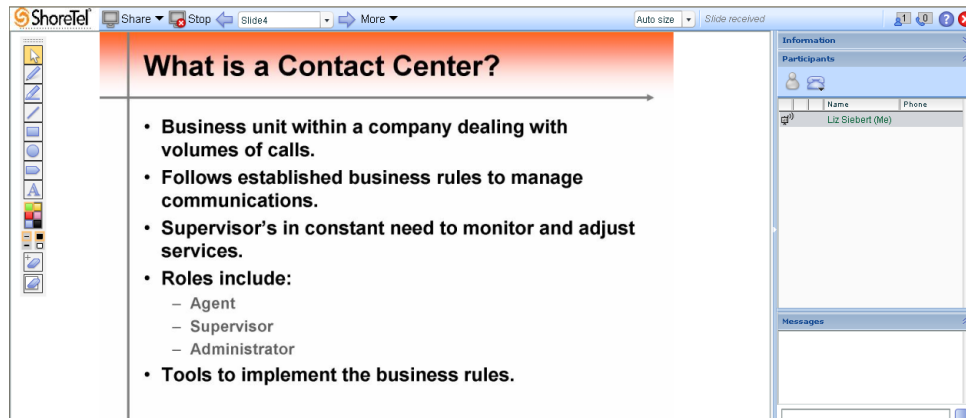 ShoreTel Share Stop Slide4 More Auto size Slide received 1 0 ?
Information
Participants
Name Phone
Liz Siebert (Me)
Messages
A
What is a Contact Center?
• Business unit within a company dealing with
volumes of calls.
• Follows established business rules to manage
communications.
• Supervisor's in constant need to monitor and adjust
services.
• Roles include:
– Agent
– Supervisor
– Administrator
• Tools to implement the business rules.